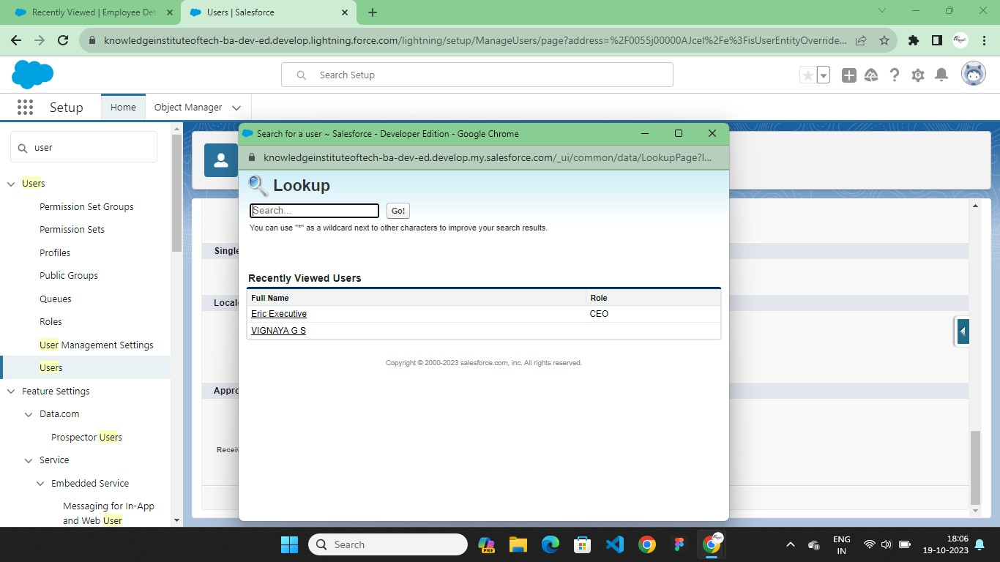 Recently Viewed | Employee Det
Users | Salesforce
knowledgeinstituteoftech-ba-dev-ed.develop.lightning.force.com/lightning/setup/ManageUsers/page?address=%2F0055j00000AJceI%2Fe%3FisUserEntityOverride...
Search Setup
Setup
Home
Object Manager
user
Users
Permission Set Groups
Permission Sets
Profiles
Public Groups
Queues
Roles
User Management Settings
Users
Feature Settings
Data.com
Prospector Users
Service
Embedded Service
Messaging for In-App
and Web User
Single
Locale
Appro
Receiv
Search for a user ~ Salesforce - Developer Edition - Google Chrome
knowledgeinstituteoftech-ba-dev-ed.develop.my.salesforce.com/_ui/common/data/LookupPage?l...
Lookup
Search...
Go!
You can use "*" as a wildcard next to other characters to improve your search results.
Recently Viewed Users
Full Name Role
Eric Executive CEO
VIGNAYA G S
Copyright © 2000-2023 salesforce.com, inc. All rights reserved.
Search
PRE
ENG
IN
18:06
19-10-2023